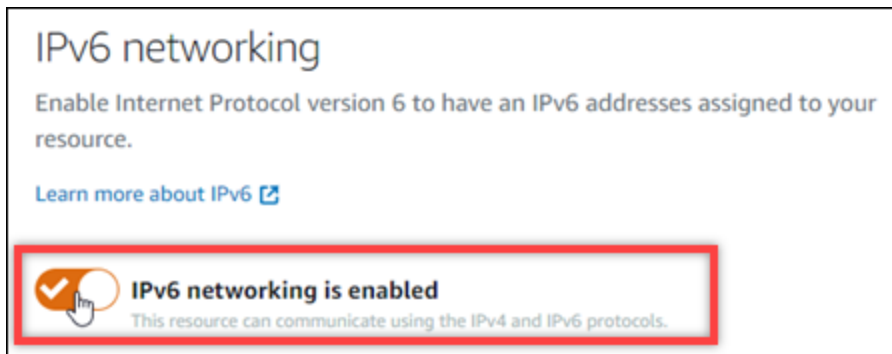 IPv6 networking
Enable Internet Protocol version 6 to have an IPv6 addresses assigned to your
resource.
Learn more about IPv6
IPv6 networking is enabled
This resource can communicate using the IPv4 and IPv6 protocols.